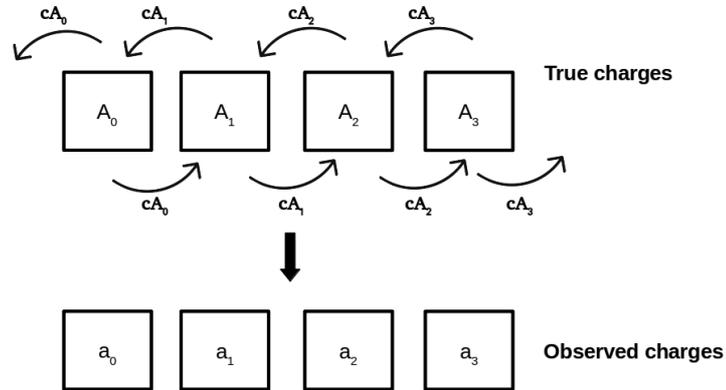 cA₀ cA₁ cA₂ cA₃
True charges
A₀ A₁ A₂ A₃
cA₀ cA₁ cA₂ cA₃
a₀ a₁ a₂ a₃ Observed charges